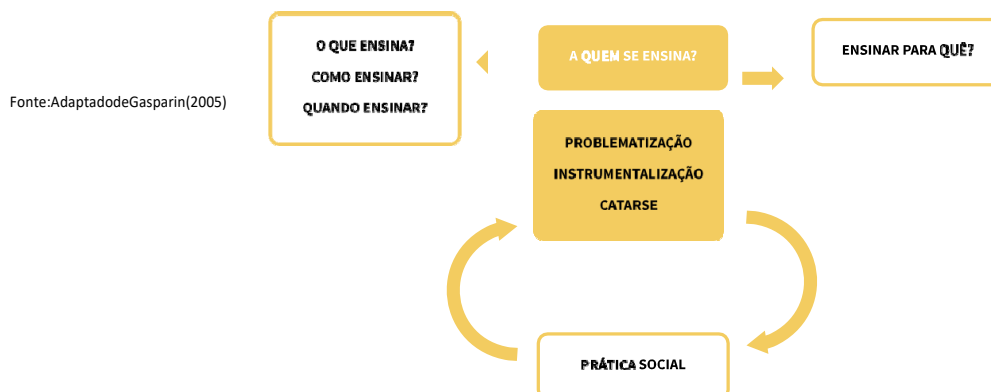 O QUE ENSINA?
COMO ENSINAR?
QUANDO ENSINAR?
A QUEM SE ENSINA?
ENSINAR PARA QUÊ?
Fonte:AdaptadodeGasparin(2005)
PROBLEMATIZAÇÃO
INSTRUMENTALIZAÇÃO
CATARSE
PRÁTICA SOCIAL